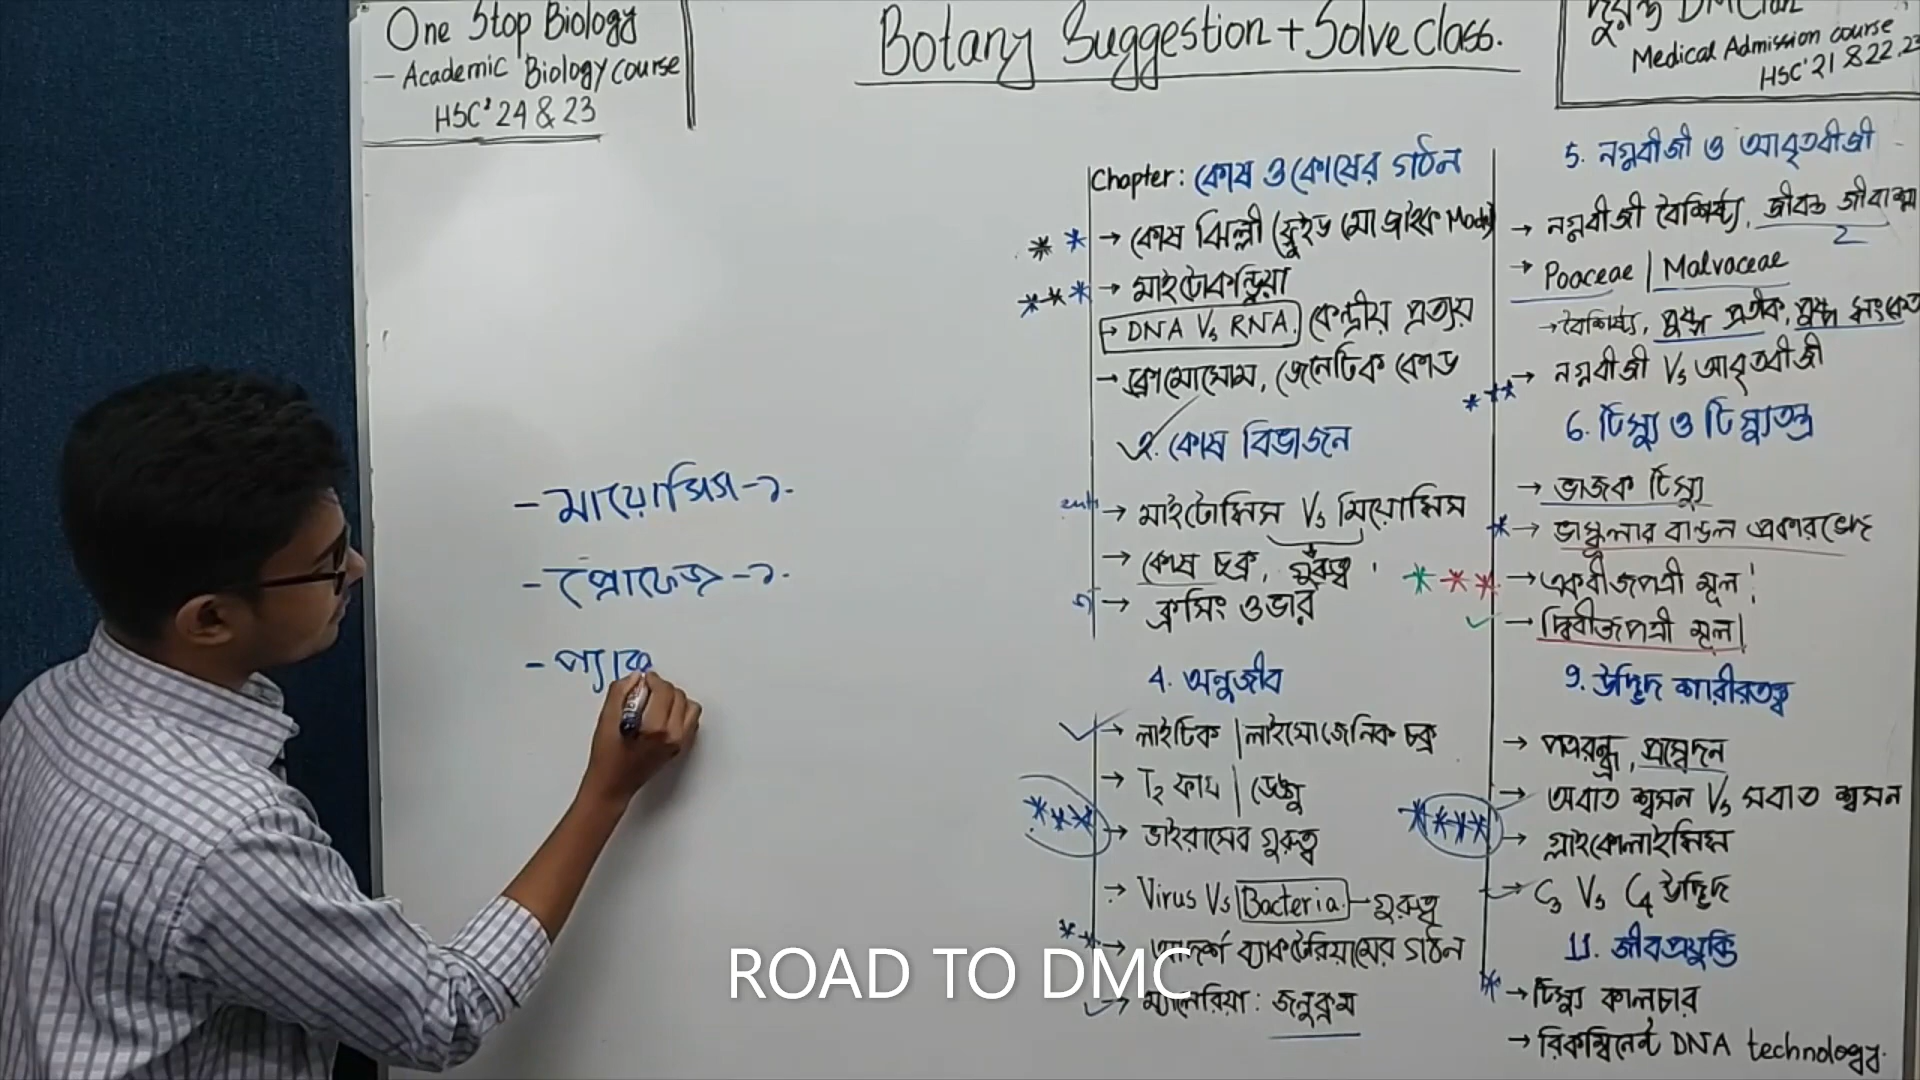 One Stop Biology
- Academic Biology course
HSC' 24 & 23
Botany Suggestion + Solve class.
দুরন্ত DMCian
Medical Admission course
HSC' 21 & 22, 23
- মায়োসিস-১.
- প্রোফেজ-১.
- প্যাক
Chapter: কোষ ও কোষের গঠন
** → কোষ ঝিল্লী (ফ্লুইড মোজাইক Model)
*** → মাইটোকন্ড্রিয়া
→ DNA Vs RNA. কেন্দ্রীয় প্রত্যয়
→ ক্রোমোসোম, জেনেটিক কোড
২. কোষ বিভাজন
→ মাইটোসিস Vs মিয়োসিস
→ কোষ চক্র, গুরুত্ব
→ ক্রসিং ওভার
4. অনুজীব
→ লাইটিক | লাইসোজেনিক চক্র
→ T₂ ফায | ডেঙ্গু
*** → ভাইরাসের গুরুত্ব
→ Virus Vs Bacteria → গুরুত্ব
** → আদর্শ ব্যাকটেরিয়ামের গঠন
→ ম্যালেরিয়া: জনুক্রম
5. নগ্নবীজী ও আবৃতবীজী
→ নগ্নবীজী বৈশিষ্ট্য, জীবন্ত জীবাশ্ম
2
→ Poaceae | Malvaceae
→ বৈশিষ্ট্য, পুষ্প প্রতীক, পুষ্প সংকেত
*** → নগ্নবীজী Vs আবৃতবীজী
6. টিস্যু ও টিস্যুতন্ত্র
→ ভাজক টিস্যু
* → ভাস্কুলার বান্ডল প্রকারভেদ
*** → একবীজপত্রী মূল!
→ দ্বিবীজপত্রী মূল|
9. উদ্ভিদ শারীরতত্ত্ব
→ পত্ররন্ধ্র, প্রস্বেদন
→ অবাত শ্বসন Vs সবাত শ্বসন
**** → গ্লাইকোলাইসিস
→ C₃ Vs C₄ উদ্ভিদ
11. জীবপ্রযুক্তি
* → টিস্যু কালচার
→ রিকম্বিনেন্ট DNA technology.
ROAD TO DMC